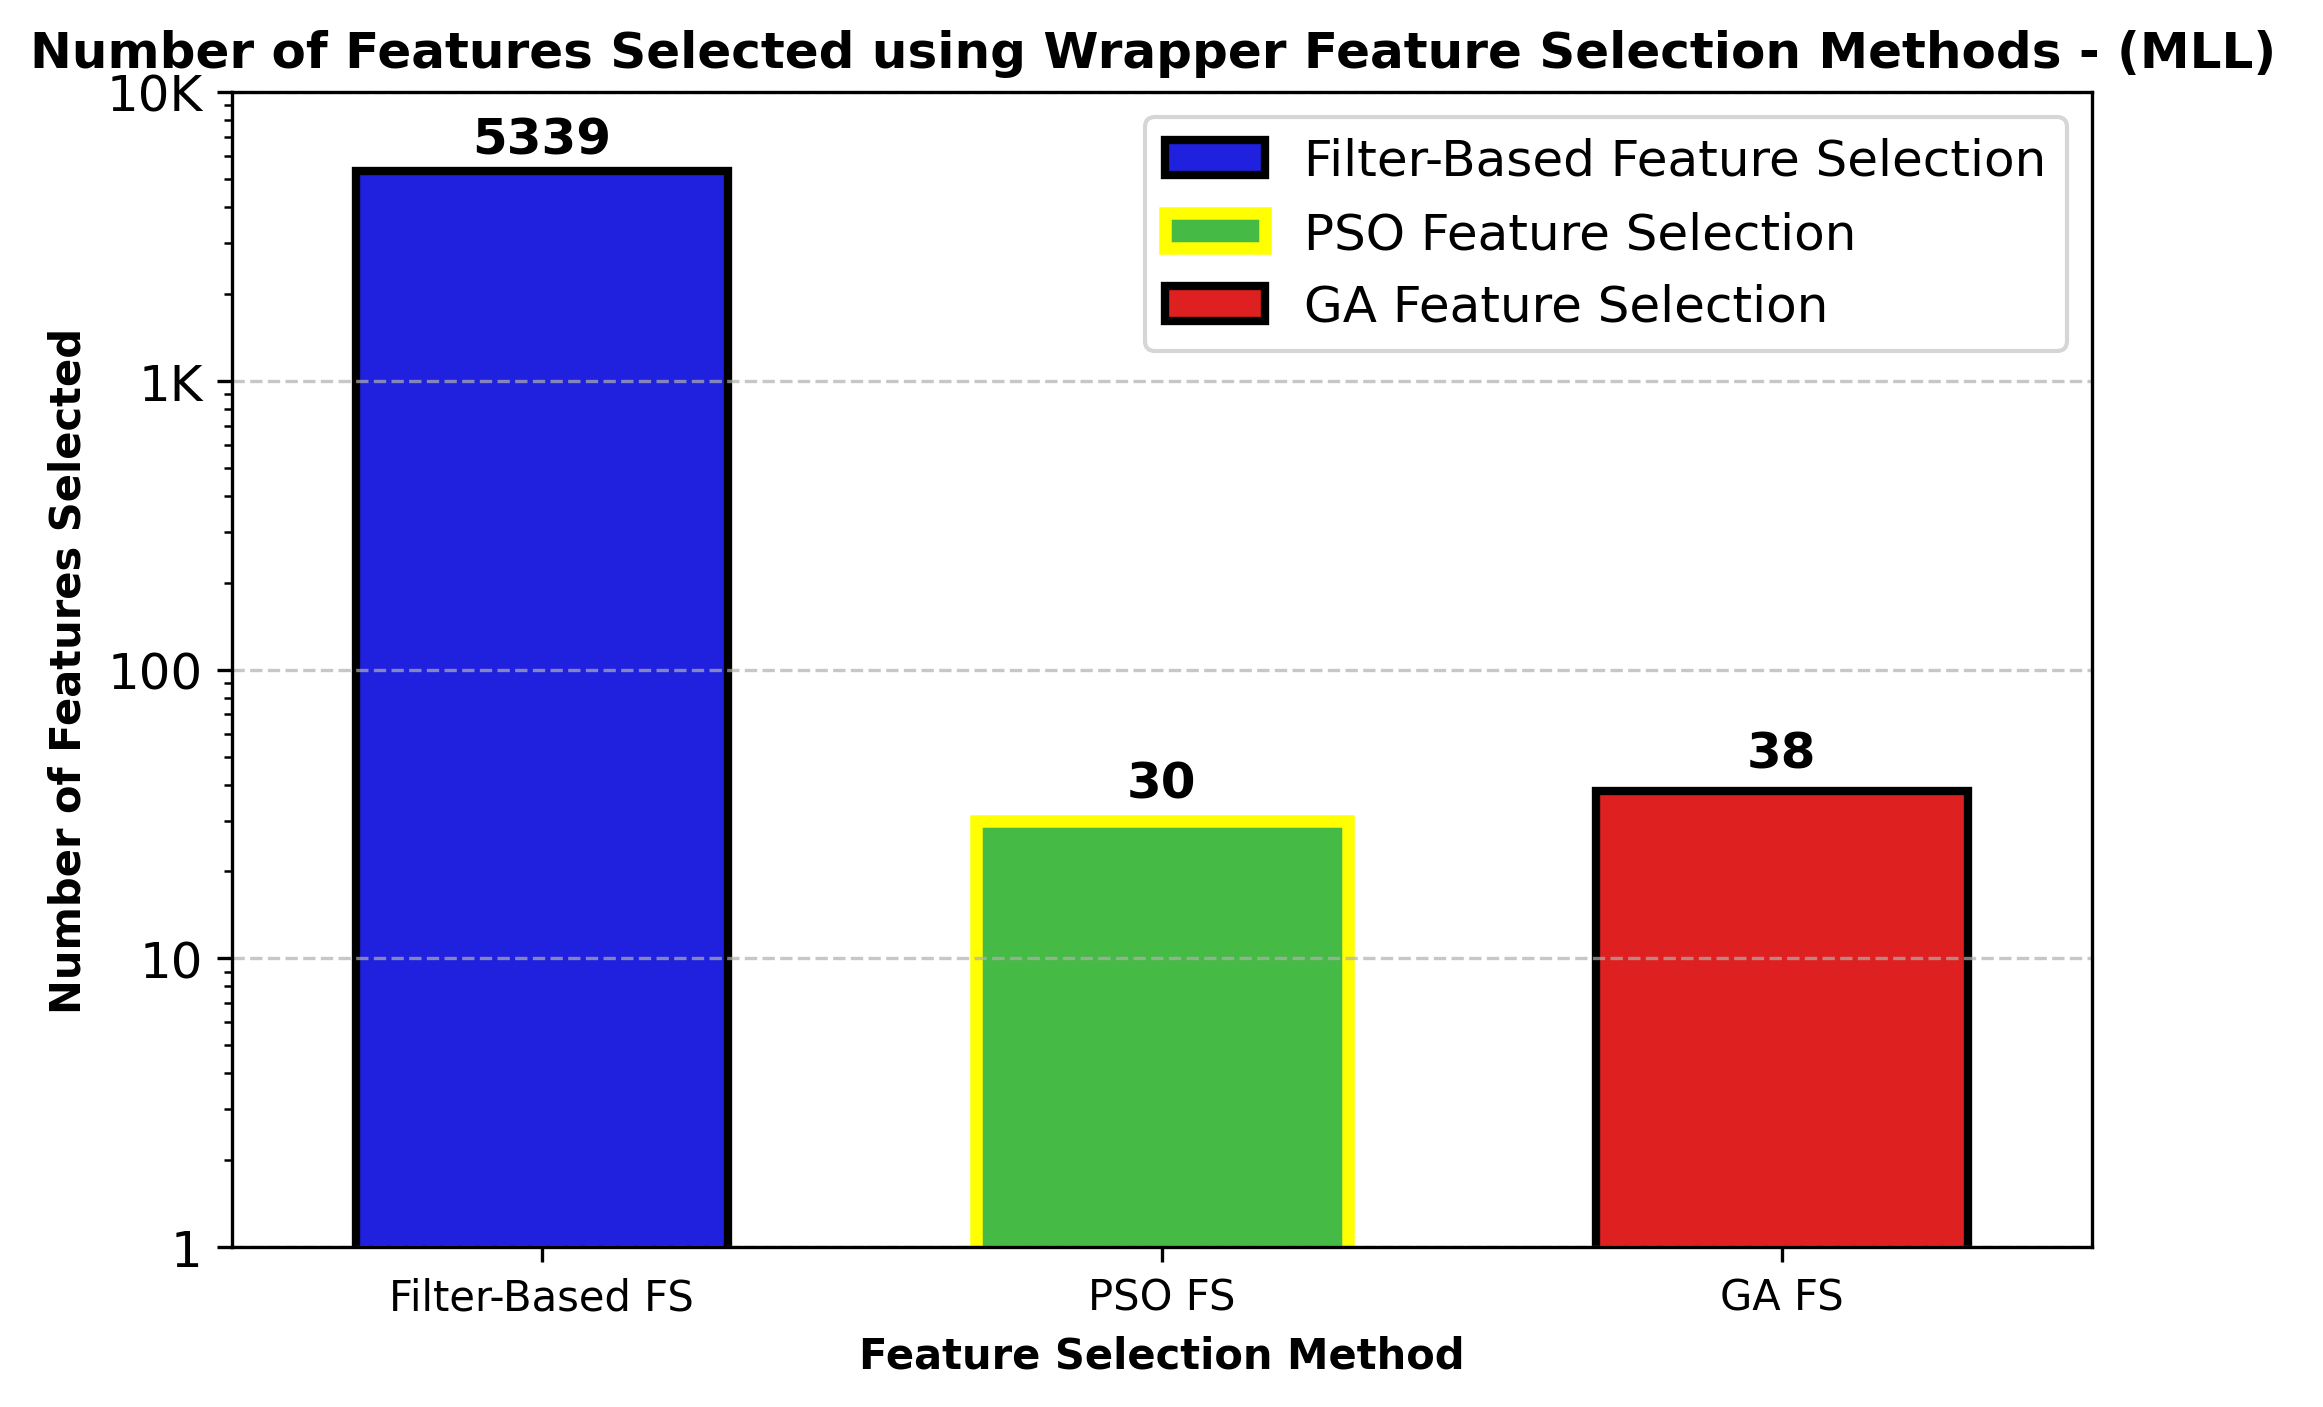 Number of Features Selected using Wrapper Feature Selection Methods - (MLL)
10K
1K
100
10
1
Number of Features Selected
5339
30
38
Filter-Based Feature Selection
PSO Feature Selection
GA Feature Selection
Filter-Based FS
PSO FS
GA FS
Feature Selection Method